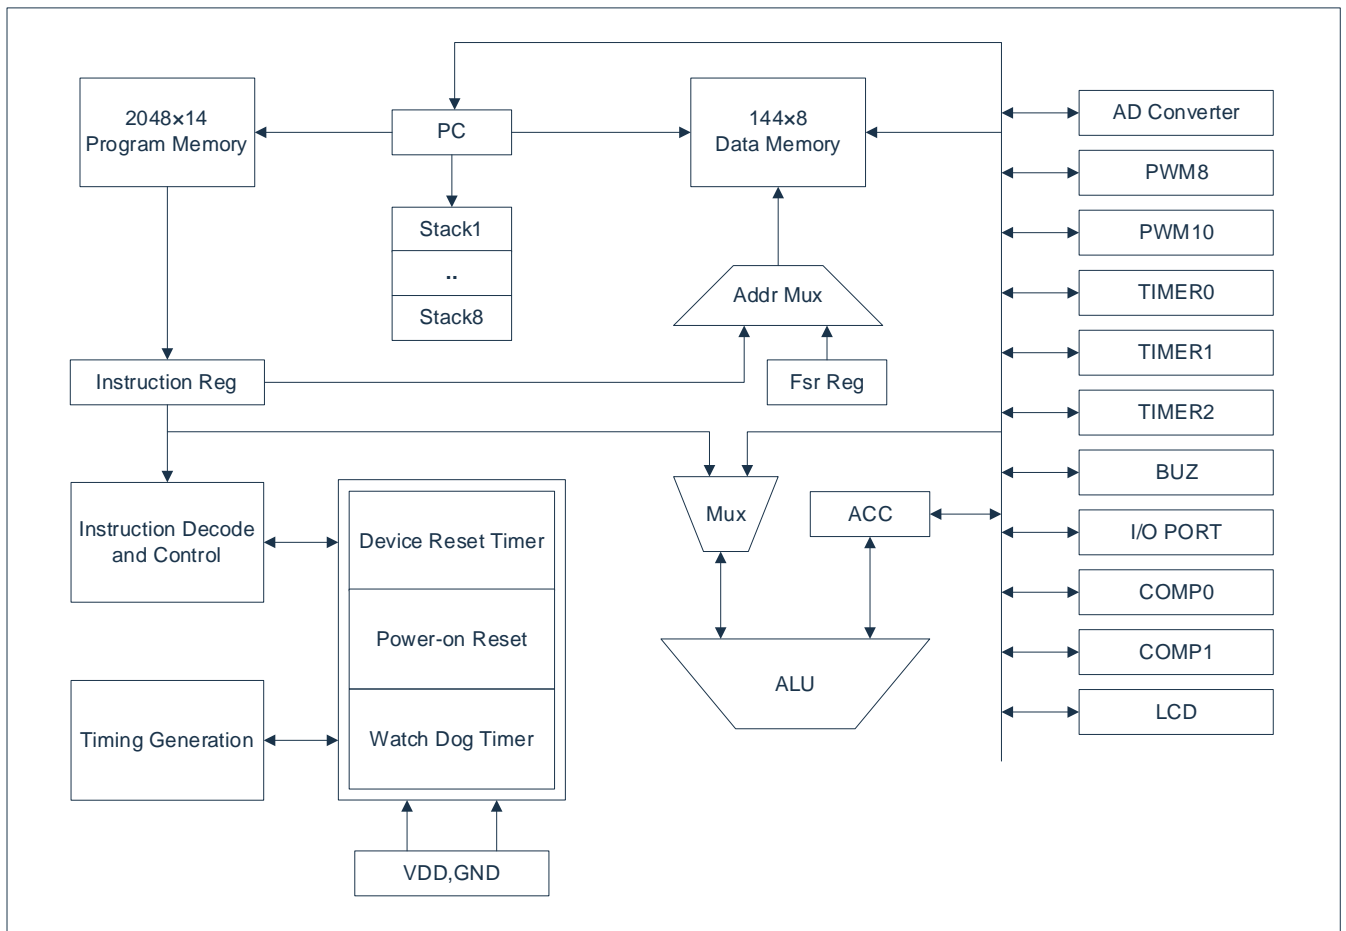 2048×14
Program Memory
PC
144×8
Data Memory
AD Converter
PWM8
PWM10
TIMER0
TIMER1
TIMER2
BUZ
I/O PORT
COMP0
COMP1
LCD
Stack1
..
Stack8
Addr Mux
Instruction Reg
Fsr Reg
Mux
ACC
Instruction Decode
and Control
Device Reset Timer
Power-on Reset
Watch Dog Timer
ALU
Timing Generation
VDD,GND